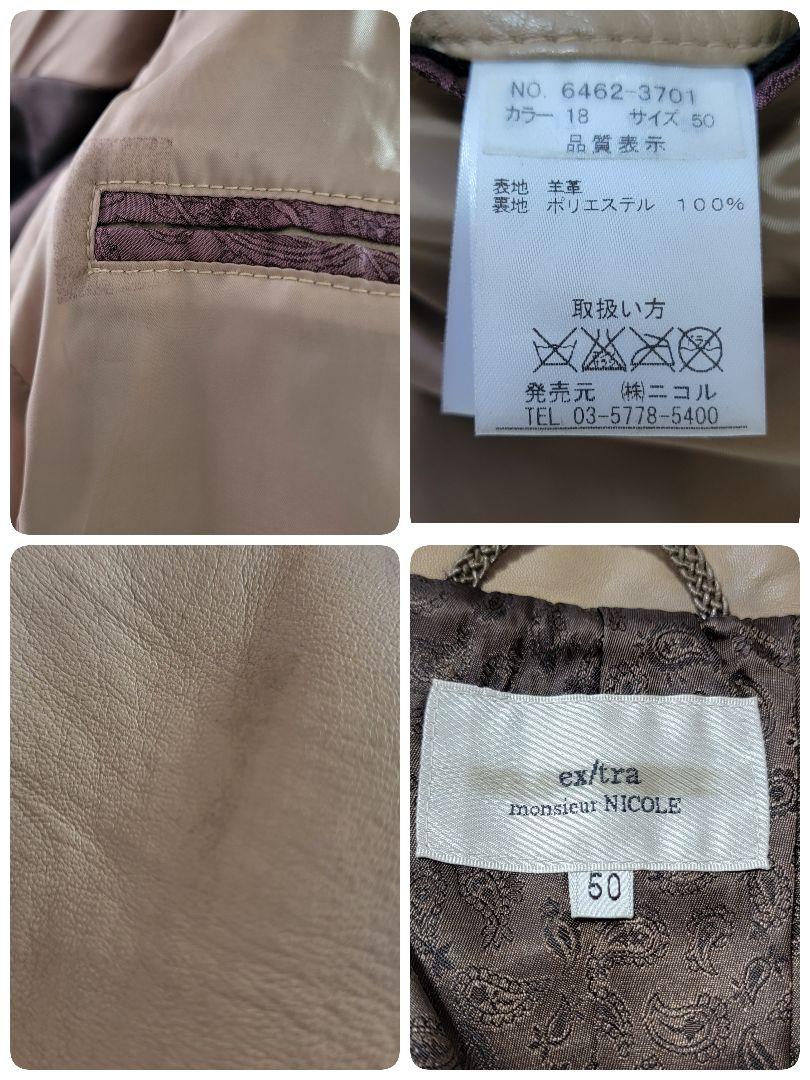 NO. 6462-3701
カラー 18 サイズ 50
品質表示
表地 羊革
裏地 ポリエステル 100%
取扱い方
発売元 ㈱ニコル
TEL 03-5778-5400
ex/tra
monsieur NICOLE
50